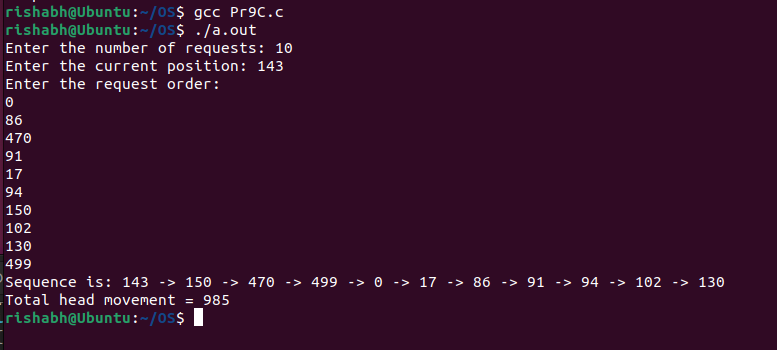 rishabh@Ubuntu:~/OS$ gcc Pr9C.c
rishabh@Ubuntu:~/OS$ ./a.out
Enter the number of requests: 10
Enter the current position: 143
Enter the request order:
0
86
470
91
17
94
150
102
130
499
Sequence is: 143 -> 150 -> 470 -> 499 -> 0 -> 17 -> 86 -> 91 -> 94 -> 102 -> 130
Total head movement = 985
rishabh@Ubuntu:~/OS$